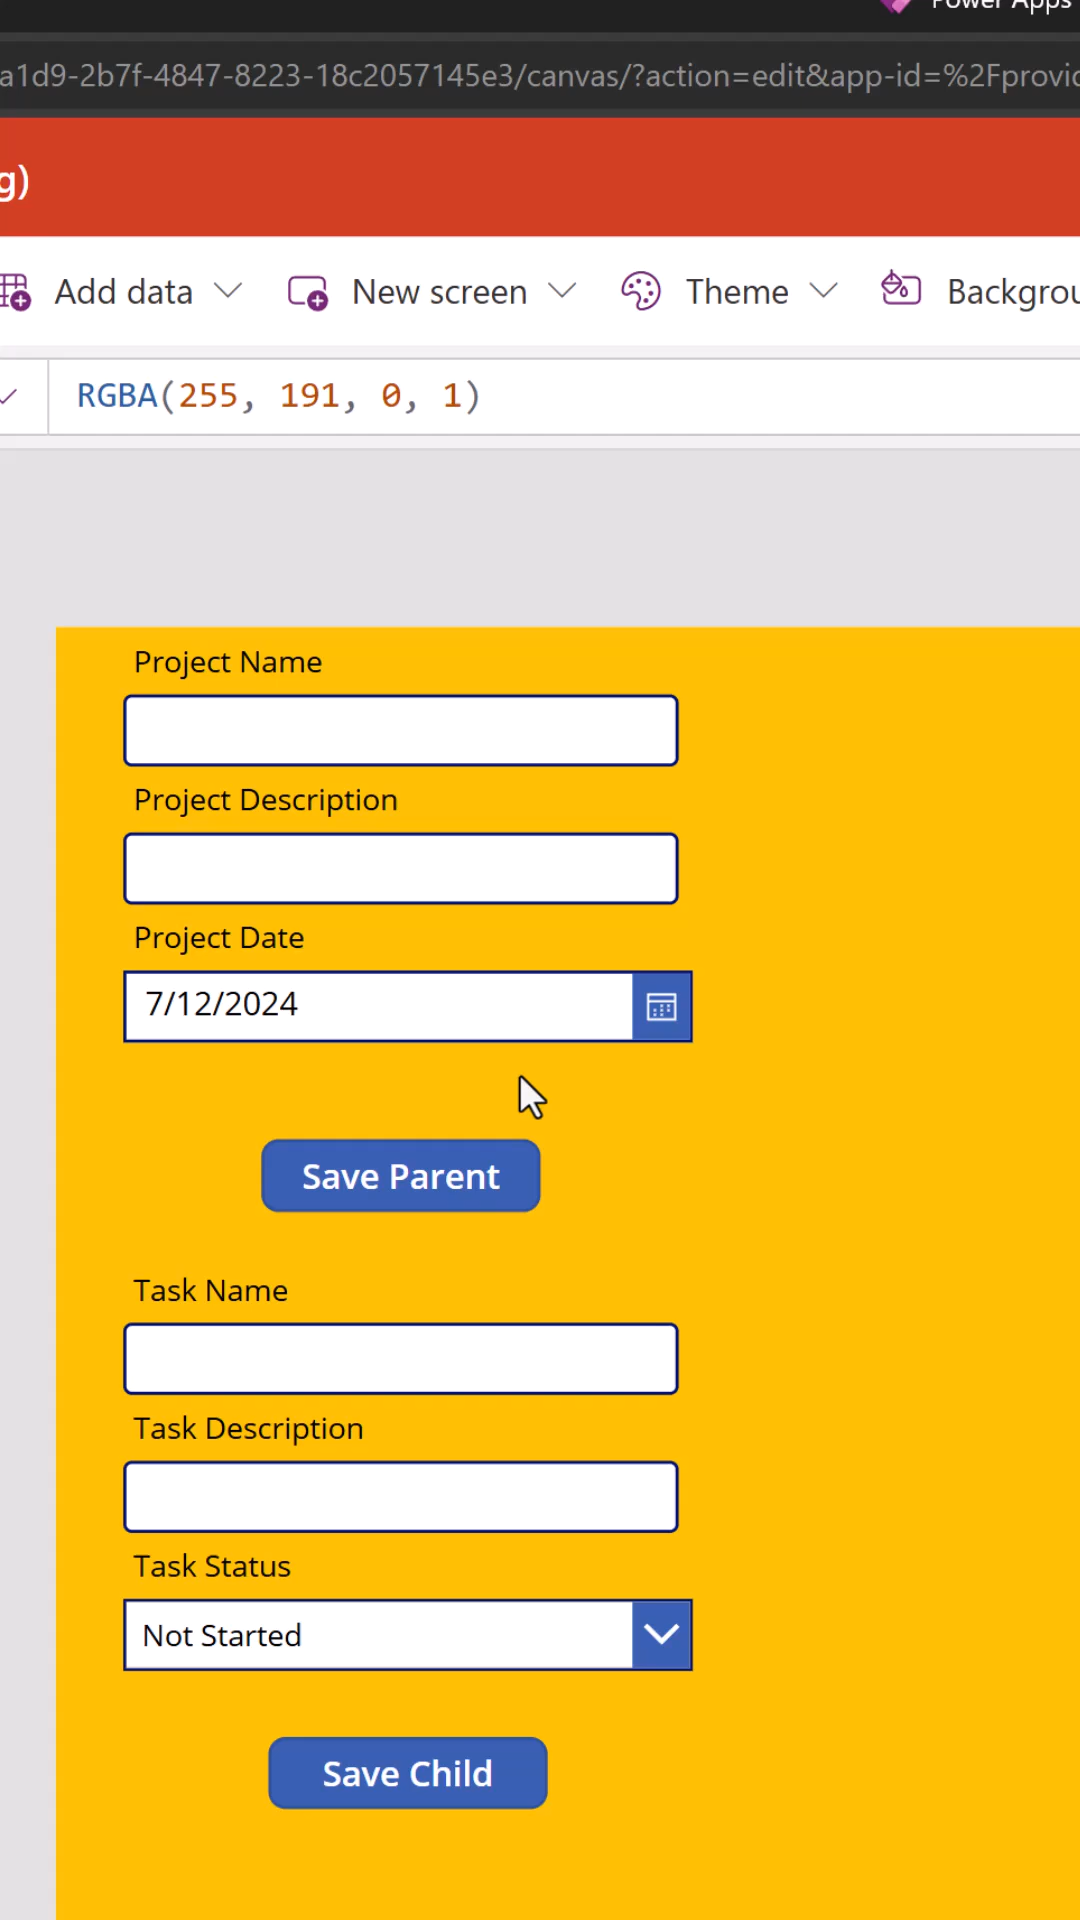 Power Apps
a1d9-2b7f-4847-8223-18c2057145e3/canvas/?action=edit&app-id=%2Fprovid
g)
Add data New screen Theme Backgrou
RGBA(255, 191, 0, 1)
Project Name
Project Description
Project Date
7/12/2024
Save Parent
Task Name
Task Description
Task Status
Not Started
Save Child